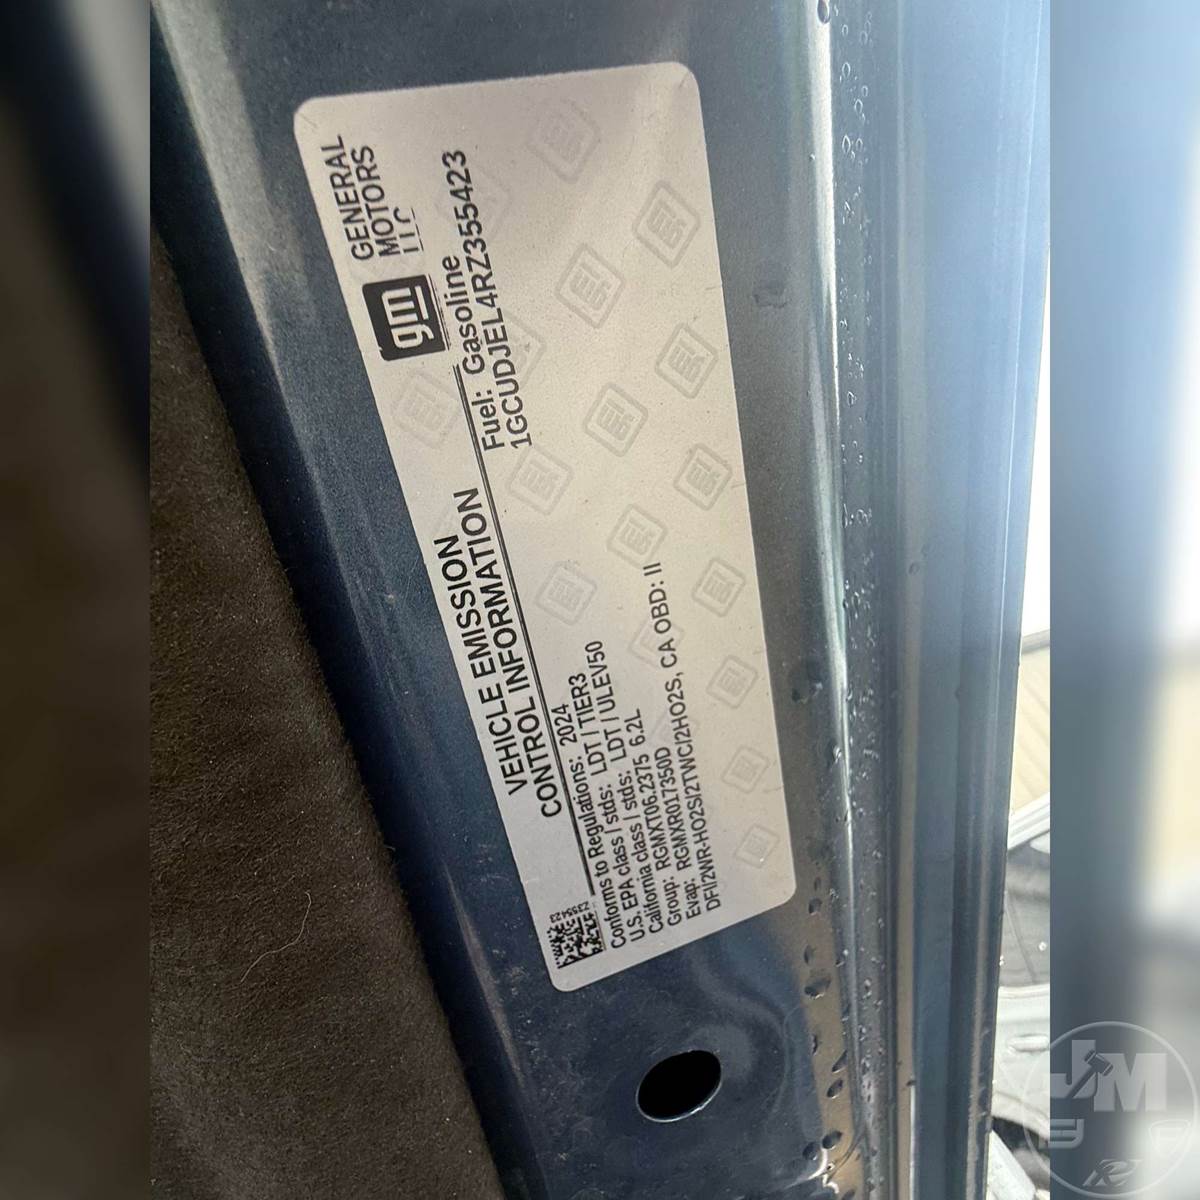 gm
GENERAL
MOTORS
LLC
VEHICLE EMISSION
CONTROL INFORMATION
Fuel: Gasoline
1GCUDJEL4RZ355423
Z355423
Conforms to Regulations: 2024
U.S. EPA class / stds: LDT / TIER3
California class / stds: LDT / ULEV50
Group: RGMXT06.2375 6.2L
Evap: RGMXR017350D
DFI/2WR-HO2S/2TWC/2HO2S, CA OBD: II
JM